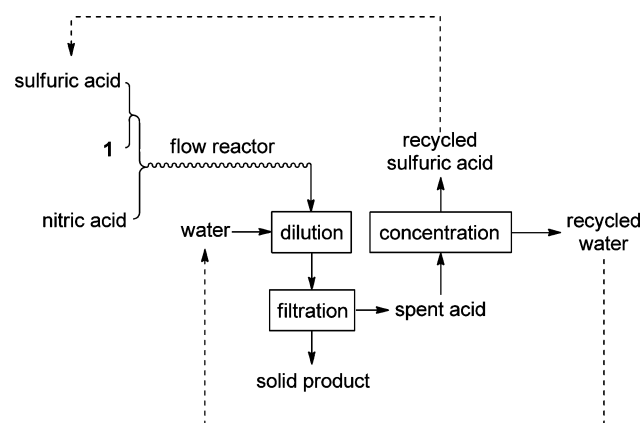 sulfuric acid
1
nitric acid
flow reactor
recycled
sulfuric acid
water
dilution
concentration
recycled
water
filtration
spent acid
solid product